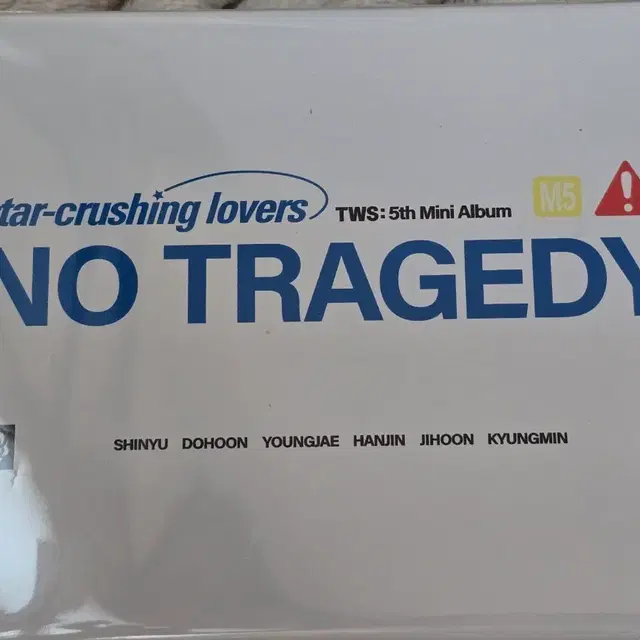 tar-crushing lovers TWS: 5th Mini Album M5
NO TRAGEDY
SHINYU DOHOON YOUNGJAE HANJIN JIHOON KYUNGMIN